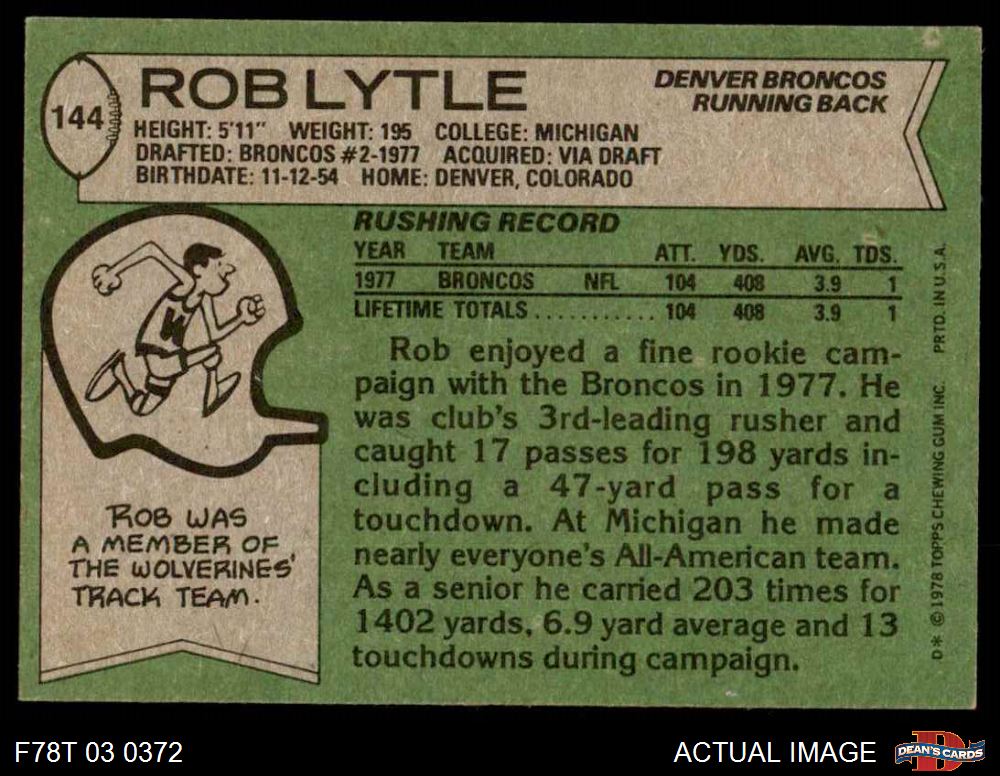 144
ROB LYTLE
DENVER BRONCOS
RUNNING BACK
HEIGHT: 5'11" WEIGHT: 195 COLLEGE: MICHIGAN
DRAFTED: BRONCOS #2-1977 ACQUIRED: VIA DRAFT
BIRTHDATE: 11-12-54 HOME: DENVER, COLORADO
RUSHING RECORD
YEAR TEAM ATT. YDS. AVG. TDS.
1977 BRONCOS NFL 104 408 3.9 1
LIFETIME TOTALS........... 104 408 3.9 1
Rob enjoyed a fine rookie cam-
paign with the Broncos in 1977. He
was club's 3rd-leading rusher and
caught 17 passes for 198 yards in-
cluding a 47-yard pass for a
touchdown. At Michigan he made
nearly everyone's All-American team.
As a senior he carried 203 times for
1402 yards, 6.9 yard average and 13
touchdowns during campaign.
W
ROB WAS
A MEMBER OF
THE WOLVERINES'
TRACK TEAM.
D* © 1978 TOPPS CHEWING GUM INC. PRTD. IN U.S.A.
F78T 03 0372
ACTUAL IMAGE
D
DEAN'S CARDS